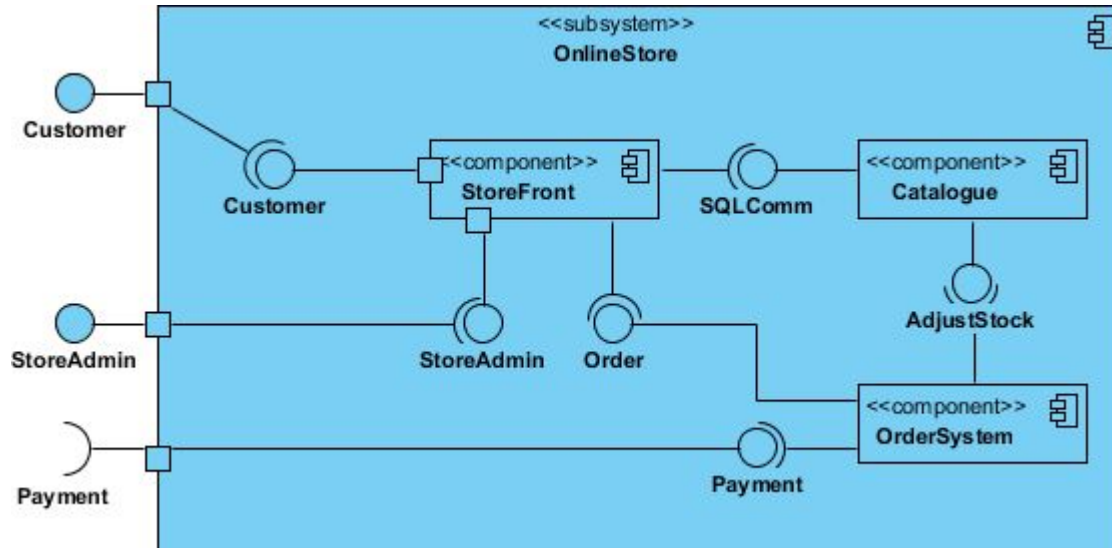 <<subsystem>>
OnlineStore
Customer
<<component>>
StoreFront
<<component>>
Catalogue
Customer
SQLComm
AdjustStock
StoreAdmin
StoreAdmin
Order
<<component>>
OrderSystem
Payment
Payment